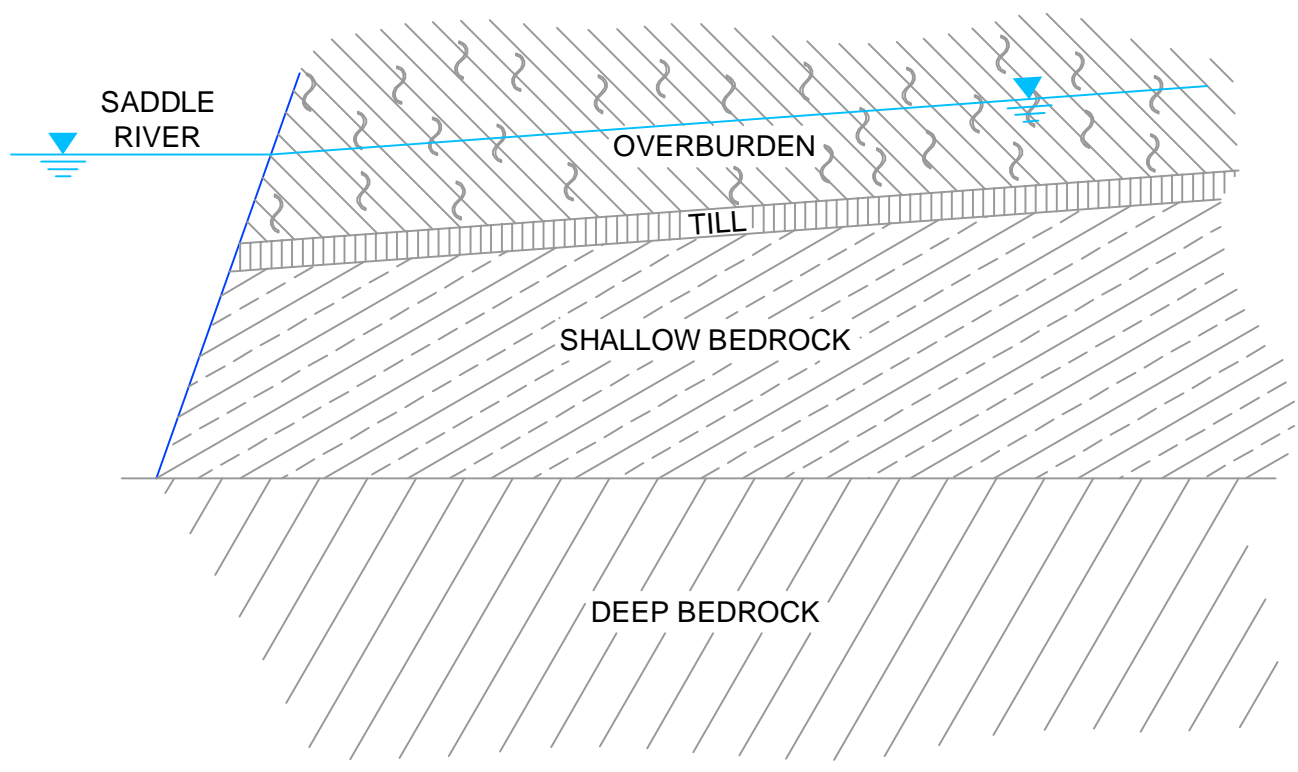 SADDLE
RIVER
OVERBURDEN
TILL
SHALLOW BEDROCK
DEEP BEDROCK